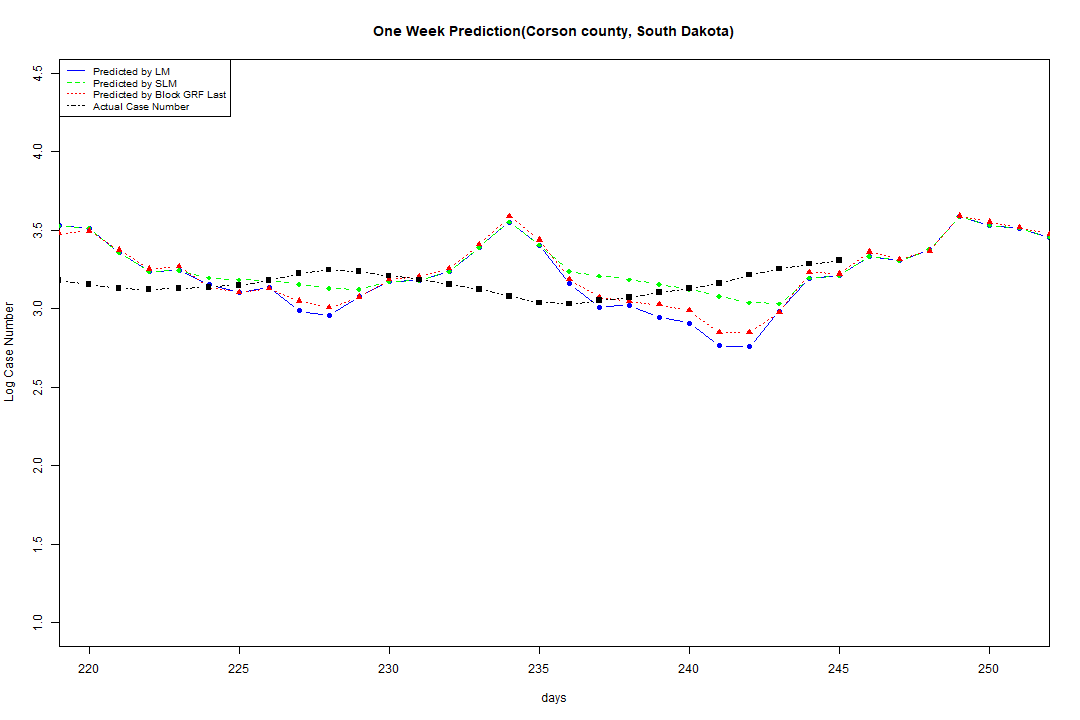 One Week Prediction(Corson county, South Dakota)
Predicted by LM
Predicted by SLM
Predicted by Block GRF Last
Actual Case Number
4.5
4.0
3.5
3.0
2.5
2.0
1.5
1.0
Log Case Number
220 225 230 235 240 245 250
days